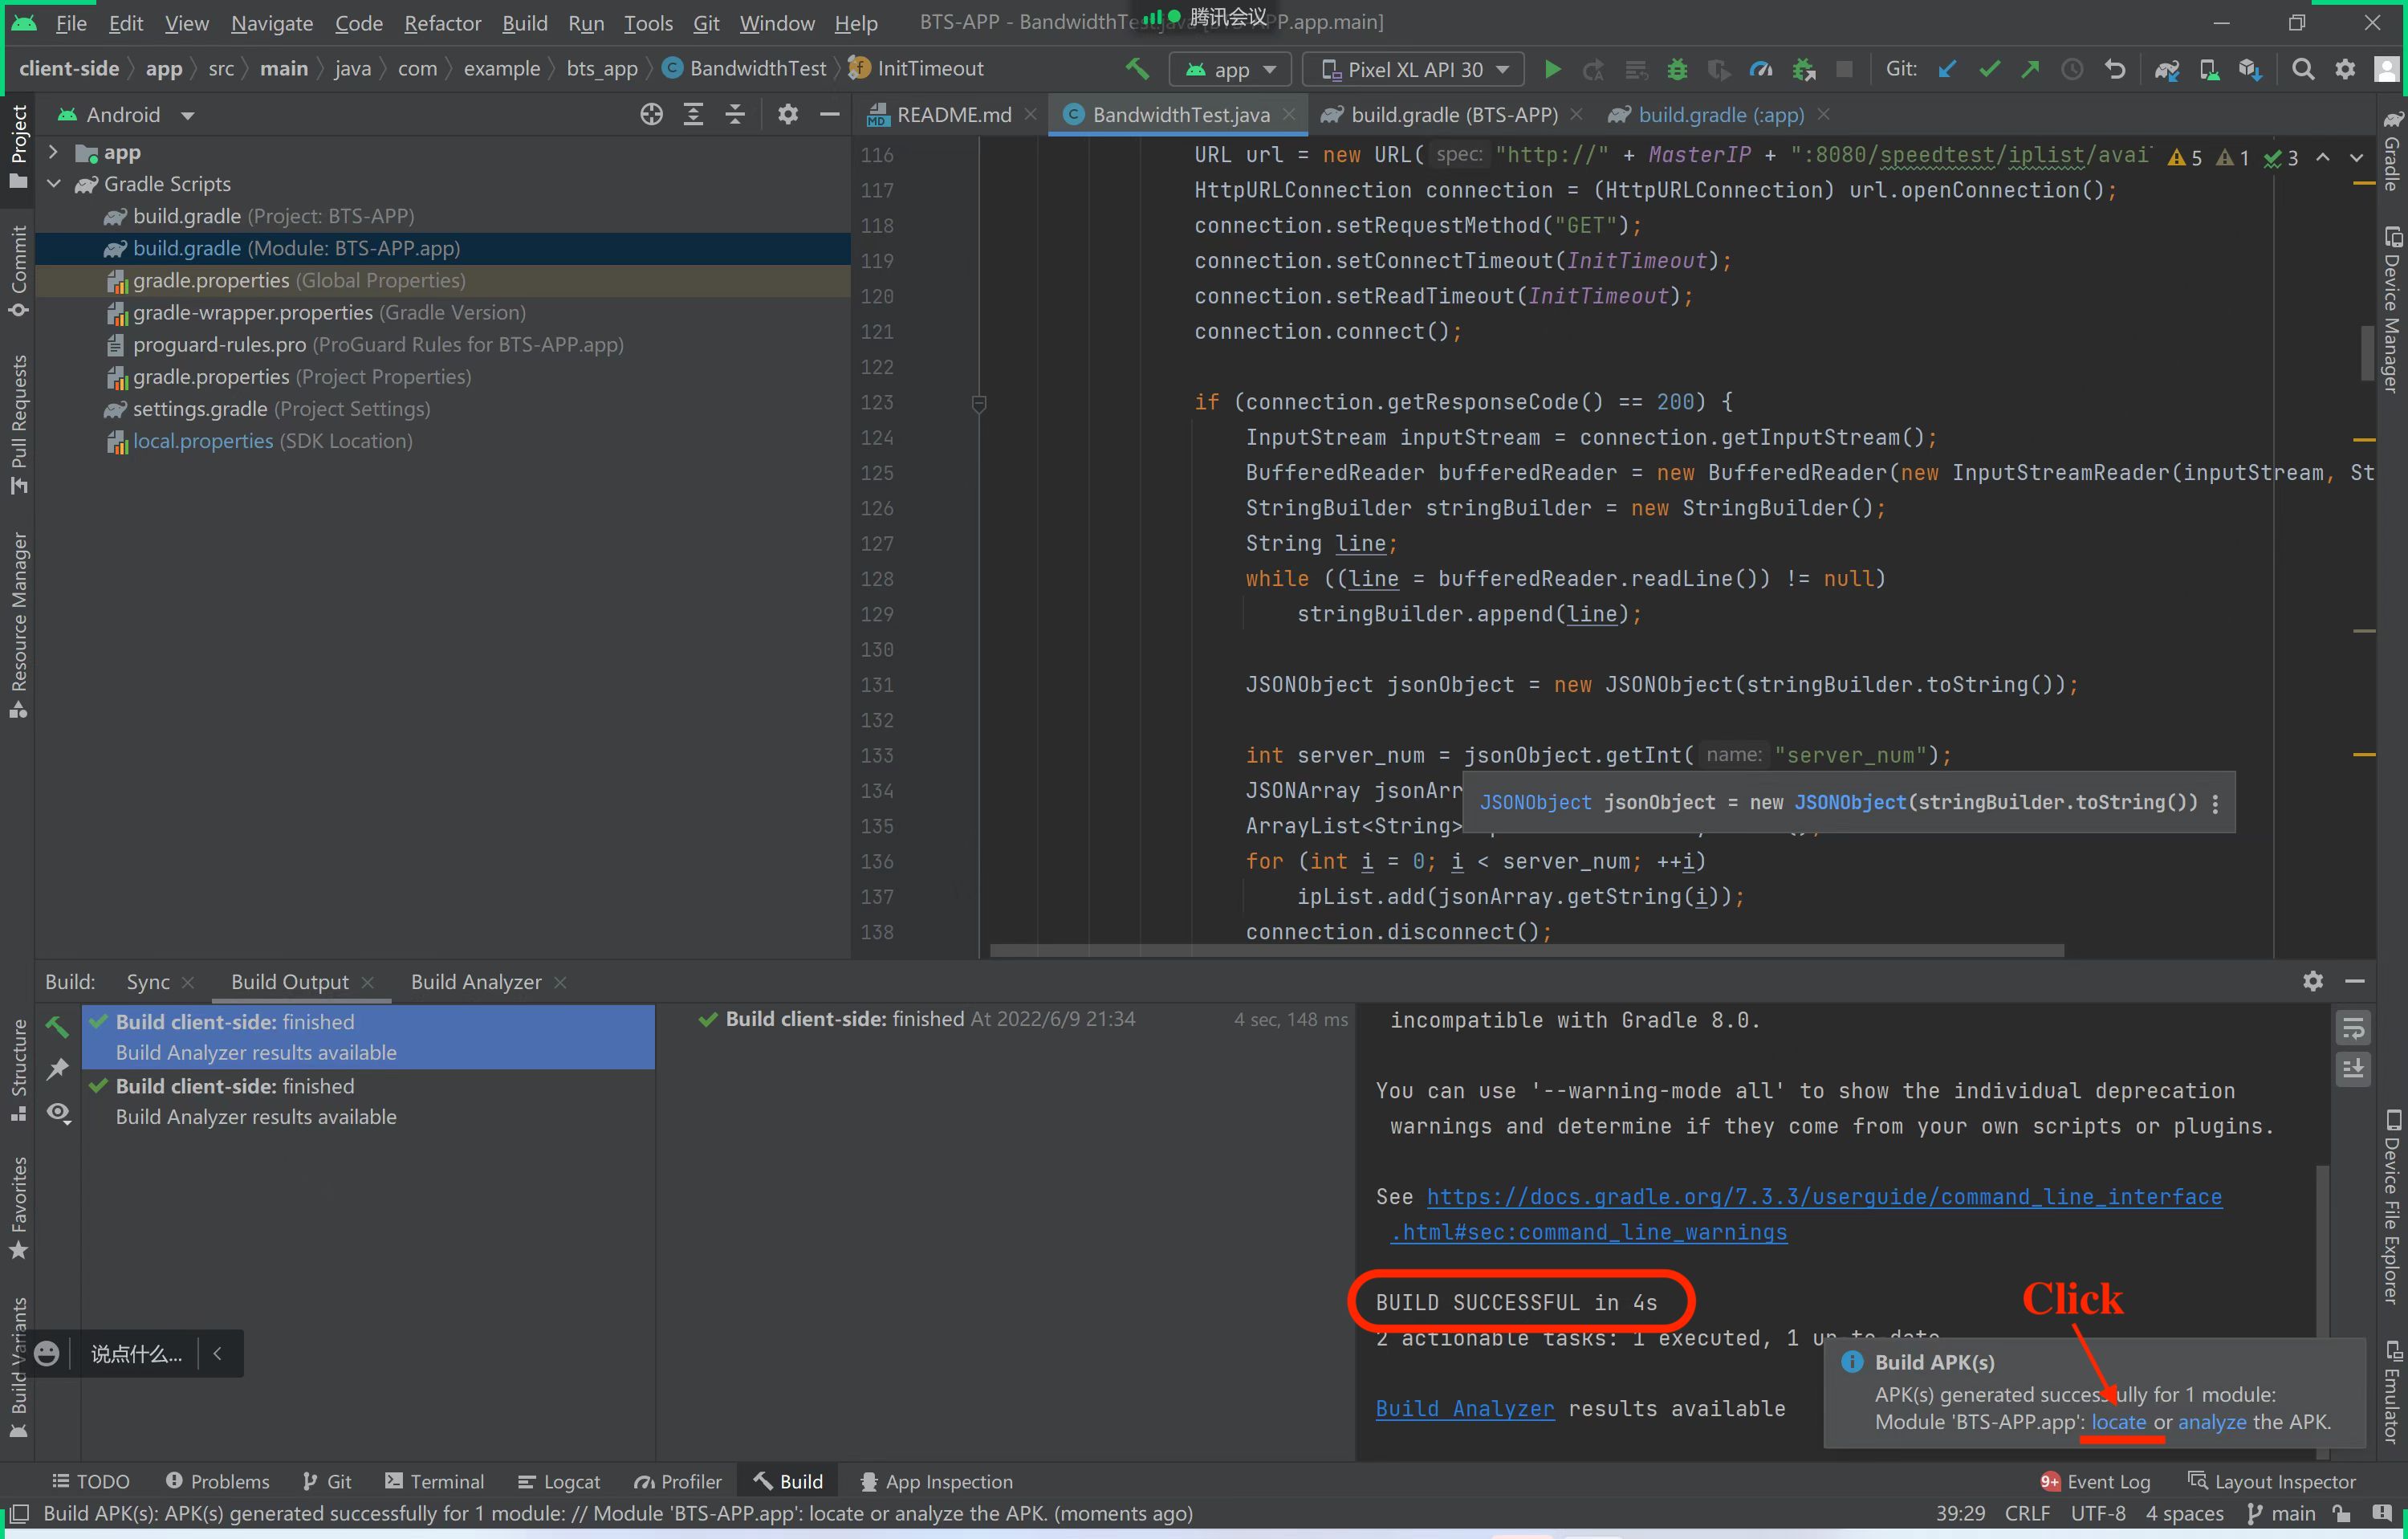 File Edit View Navigate Code Refactor Build Run Tools Git Window Help
BTS-APP - BandwidthTest.java [BTS-APP.app.main]
腾讯会议
client-side app src main java com example bts_app BandwidthTest InitTimeout
app Pixel XL API 30 Git:
Project
Commit
Pull Requests
Resource Manager
Structure
Favorites
Build Variants
Android
app
Gradle Scripts
build.gradle (Project: BTS-APP)
build.gradle (Module: BTS-APP.app)
gradle.properties (Global Properties)
gradle-wrapper.properties (Gradle Version)
proguard-rules.pro (ProGuard Rules for BTS-APP.app)
gradle.properties (Project Properties)
settings.gradle (Project Settings)
local.properties (SDK Location)
README.md BandwidthTest.java build.gradle (BTS-APP) build.gradle (:app)
5 1 3
116 URL url = new URL( spec: "http://" + MasterIP + ":8080/speedtest/iplist/avai
117 HttpURLConnection connection = (HttpURLConnection) url.openConnection();
118 connection.setRequestMethod("GET");
119 connection.setConnectTimeout(InitTimeout);
120 connection.setReadTimeout(InitTimeout);
121 connection.connect();
122
123 if (connection.getResponseCode() == 200) {
124 InputStream inputStream = connection.getInputStream();
125 BufferedReader bufferedReader = new BufferedReader(new InputStreamReader(inputStream, St
126 StringBuilder stringBuilder = new StringBuilder();
127 String line;
128 while ((line = bufferedReader.readLine()) != null)
129 stringBuilder.append(line);
130
131 JSONObject jsonObject = new JSONObject(stringBuilder.toString());
132
133 int server_num = jsonObject.getInt( name: "server_num");
134 JSONArray jsonArr
JSONObject jsonObject = new JSONObject(stringBuilder.toString())
135 ArrayList<String>
136 for (int i = 0; i < server_num; ++i)
137 ipList.add(jsonArray.getString(i));
138 connection.disconnect();
Gradle
Device Manager
Device File Explorer
Emulator
Build: Sync Build Output Build Analyzer
Build client-side: finished
Build Analyzer results available
Build client-side: finished
Build Analyzer results available
Build client-side: finished At 2022/6/9 21:34 4 sec, 148 ms
incompatible with Gradle 8.0.
You can use '--warning-mode all' to show the individual deprecation
warnings and determine if they come from your own scripts or plugins.
See https://docs.gradle.org/7.3.3/userguide/command_line_interface
.html#sec:command_line_warnings
BUILD SUCCESSFUL in 4s
2 actionable tasks: 1 executed, 1 up-to-date
Build Analyzer results available
Click
Build APK(s)
APK(s) generated successfully for 1 module:
Module 'BTS-APP.app': locate or analyze the APK.
说点什么...
TODO Problems Git Terminal Logcat Profiler Build App Inspection
9+ Event Log Layout Inspector
Build APK(s): APK(s) generated successfully for 1 module: // Module 'BTS-APP.app': locate or analyze the APK. (moments ago)
39:29 CRLF UTF-8 4 spaces main